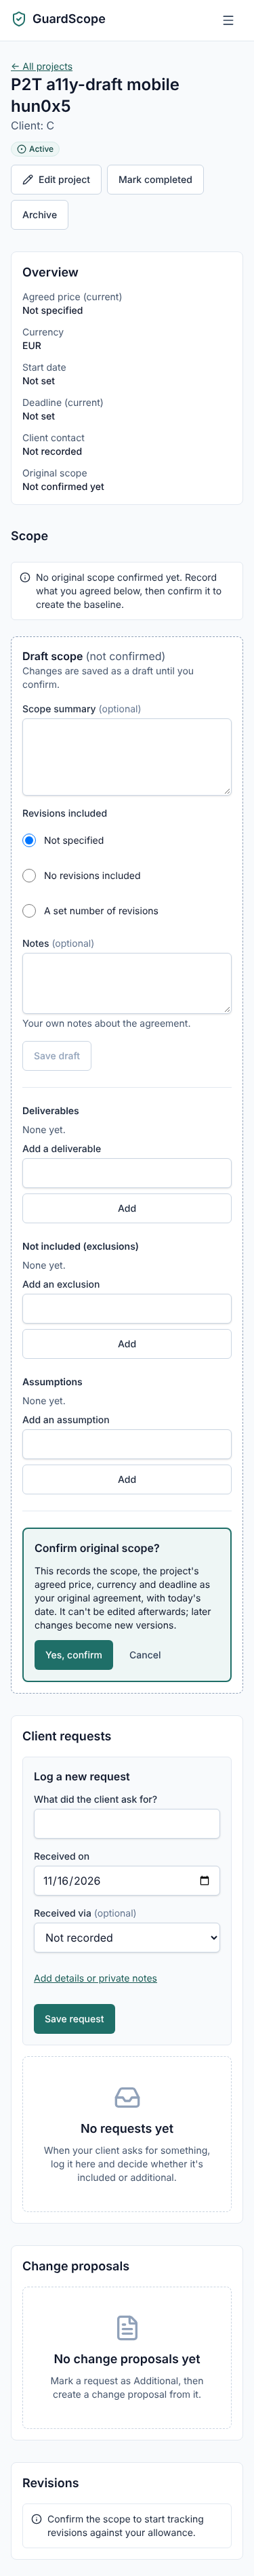 GuardScope
← All projects
P2T a11y-draft mobile
hun0x5
Client: C
Active
Edit project
Mark completed
Archive
Overview
Agreed price (current)
Not specified
Currency
EUR
Start date
Not set
Deadline (current)
Not set
Client contact
Not recorded
Original scope
Not confirmed yet
Scope
No original scope confirmed yet. Record
what you agreed below, then confirm it to
create the baseline.
Draft scope (not confirmed)
Changes are saved as a draft until you
confirm.
Scope summary (optional)
Revisions included
Not specified
No revisions included
A set number of revisions
Notes (optional)
Your own notes about the agreement.
Save draft
Deliverables
None yet.
Add a deliverable
Add
Not included (exclusions)
None yet.
Add an exclusion
Add
Assumptions
None yet.
Add an assumption
Add
Confirm original scope?
This records the scope, the project's
agreed price, currency and deadline as
your original agreement, with today's
date. It can't be edited afterwards; later
changes become new versions.
Yes, confirm
Cancel
Client requests
Log a new request
What did the client ask for?
Received on
11/16/2026
Received via (optional)
Not recorded
Add details or private notes
Save request
No requests yet
When your client asks for something,
log it here and decide whether it's
included or additional.
Change proposals
No change proposals yet
Mark a request as Additional, then
create a change proposal from it.
Revisions
Confirm the scope to start tracking
revisions against your allowance.